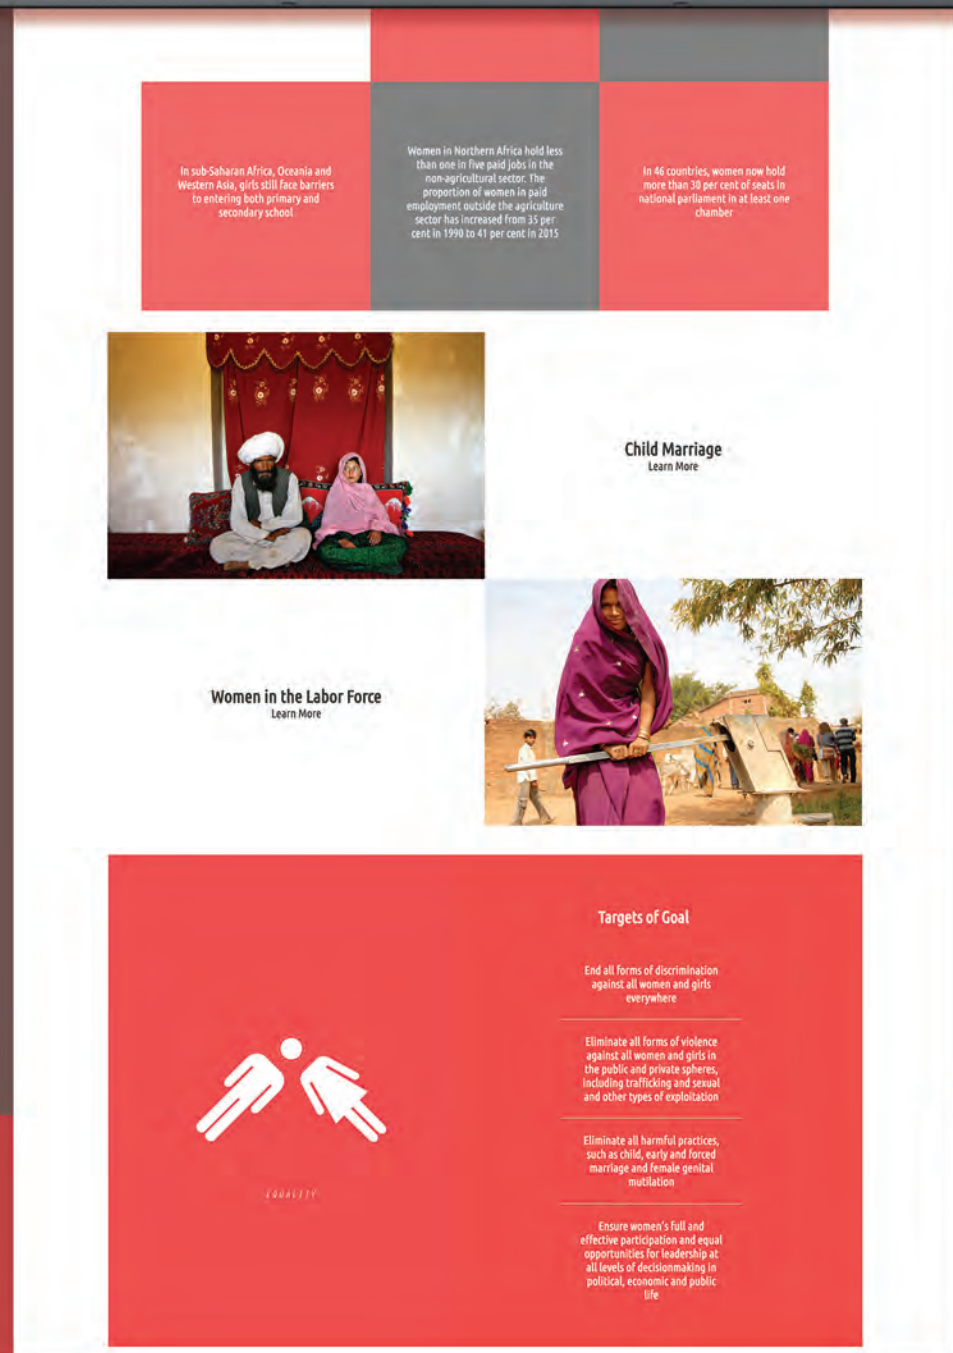 In sub-Saharan Africa, Oceania and
Western Asia, girls still face barriers
to entering both primary and
secondary school
Women in Northern Africa hold less
than one in five paid jobs in the
non-agricultural sector. The
proportion of women in paid
employment outside the agriculture
sector has increased from 35 per
cent in 1990 to 41 per cent in 2015
In 46 countries, women now hold
more than 30 per cent of seats in
national parliament in at least one
chamber
Child Marriage
Learn More
Women in the Labor Force
Learn More
Targets of Goal
End all forms of discrimination
against all women and girls
everywhere
Eliminate all forms of violence
against all women and girls in
the public and private spheres,
including trafficking and sexual
and other types of exploitation
Eliminate all harmful practices,
such as child, early and forced
marriage and female genital
mutilation
Ensure women's full and
effective participation and equal
opportunities for leadership at
all levels of decisionmaking in
political, economic and public
life
EQUALITY